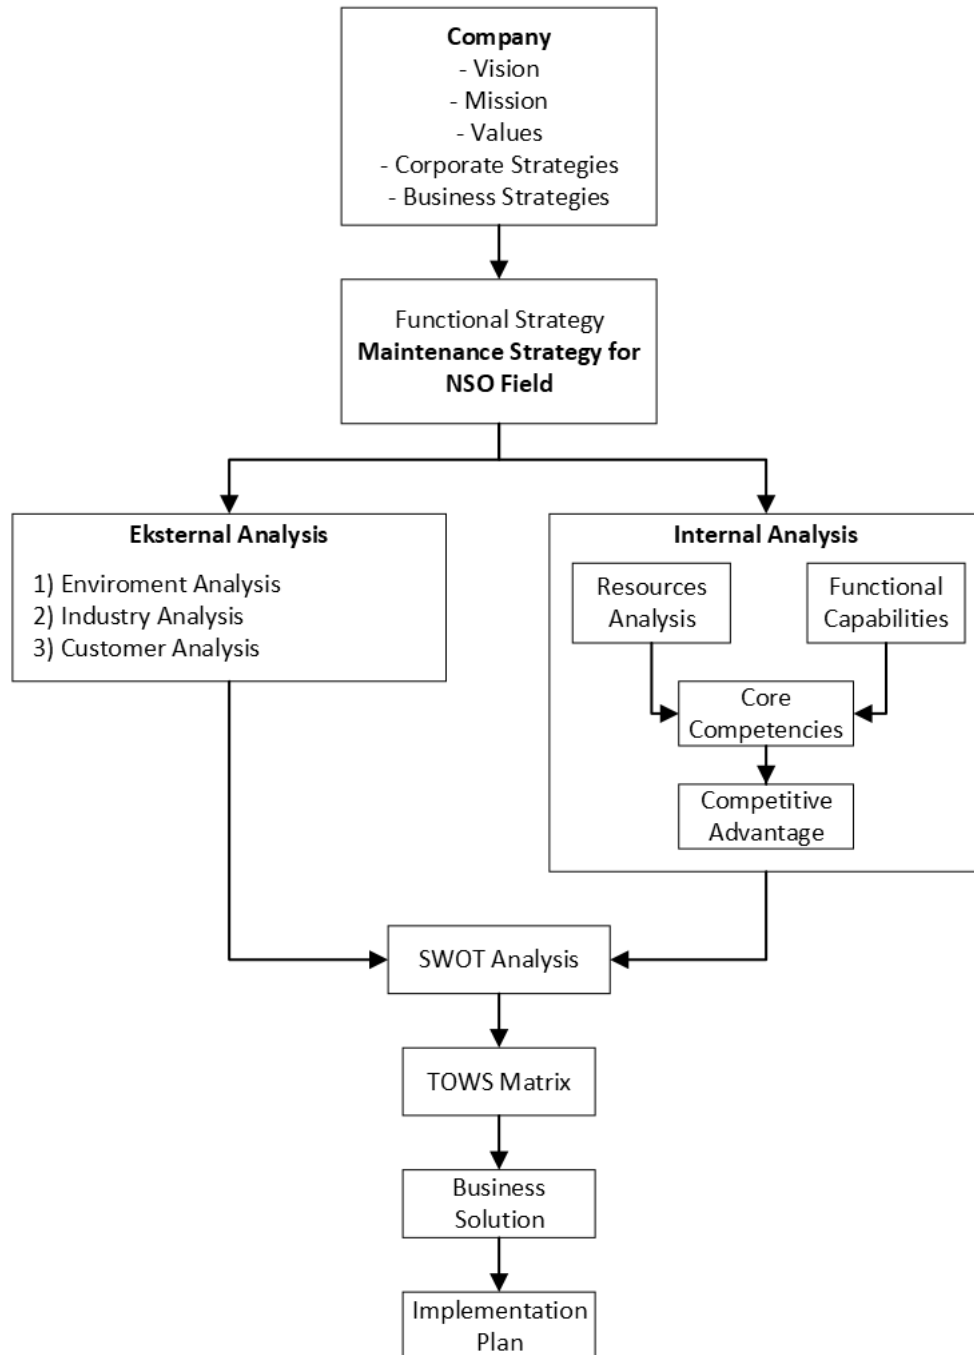 Company
- Vision
- Mission
- Values
- Corporate Strategies
- Business Strategies
Functional Strategy
Maintenance Strategy for
NSO Field
Eksternal Analysis
1) Enviroment Analysis
2) Industry Analysis
3) Customer Analysis
Internal Analysis
Resources
Analysis
Functional
Capabilities
Core
Competencies
Competitive
Advantage
SWOT Analysis
TOWS Matrix
Business
Solution
Implementation
Plan